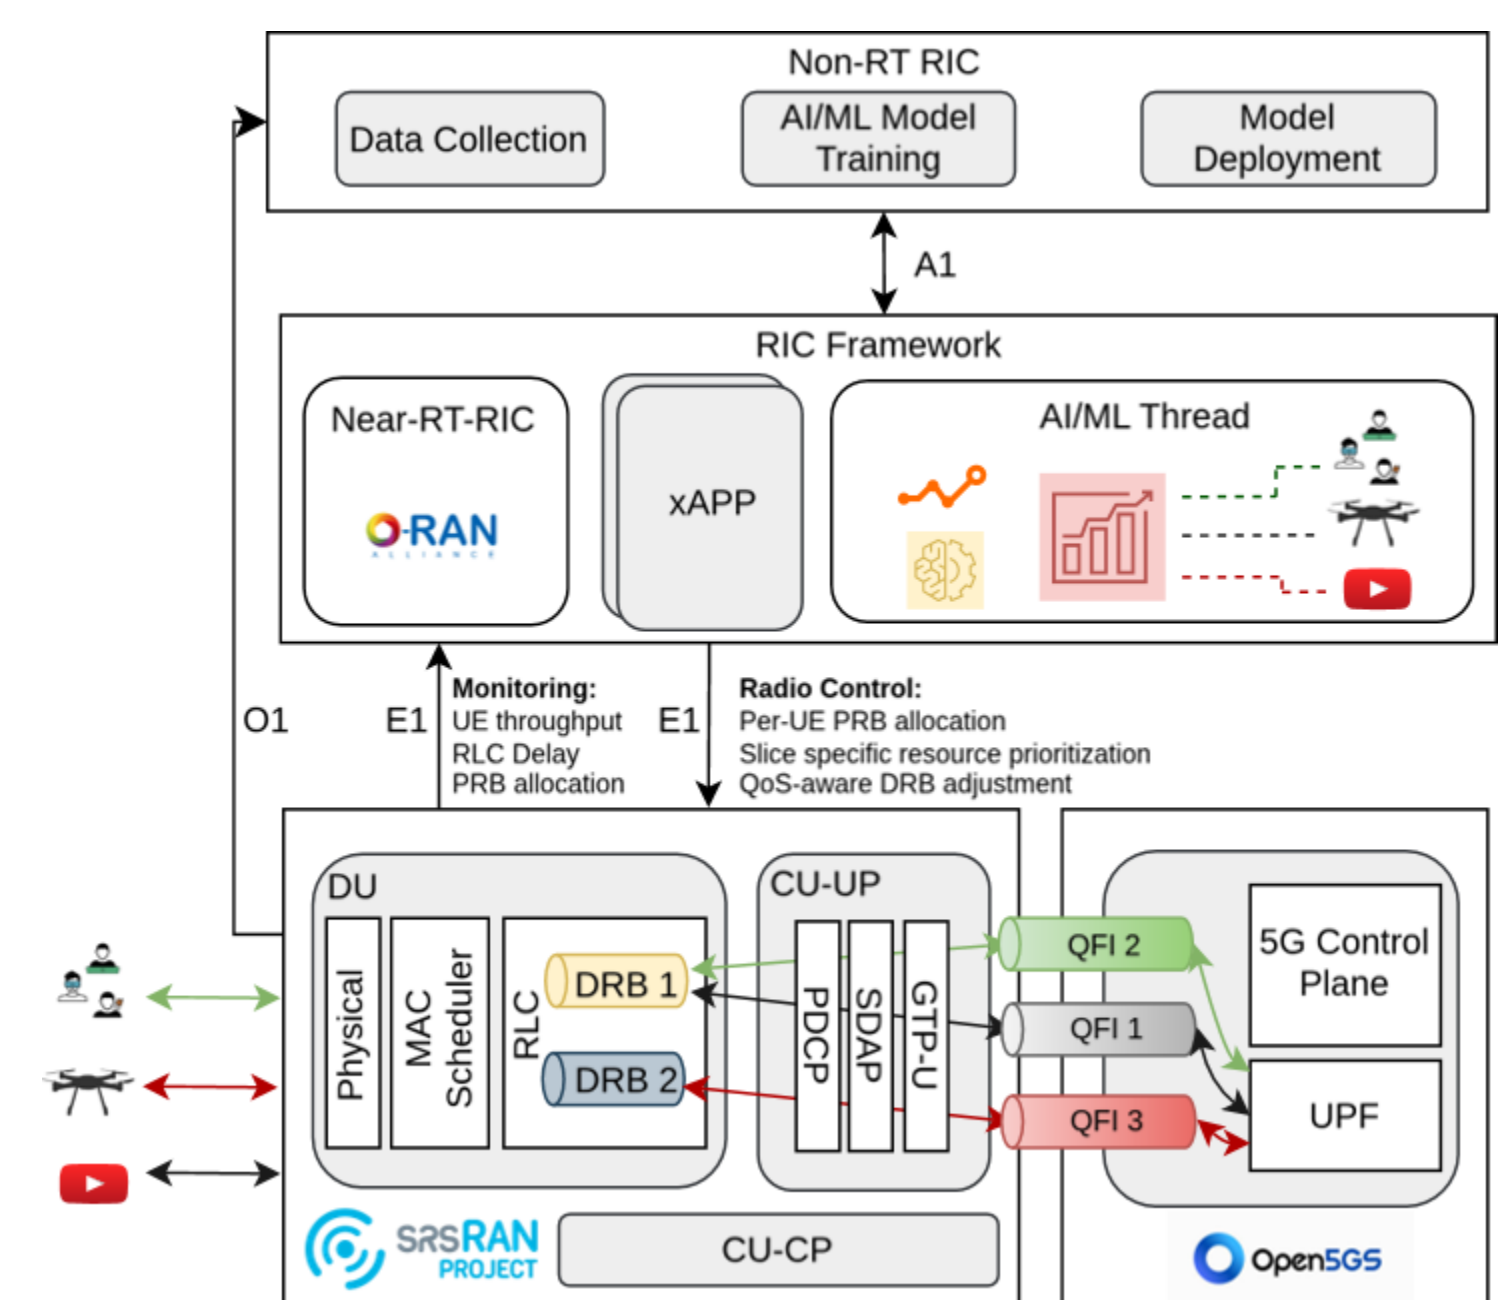 Non-RT RIC
Data Collection
AI/ML Model
Training
Model
Deployment
A1
RIC Framework
Near-RT-RIC
O-RAN
ALLIANCE
xAPP
AI/ML Thread
O1
E1
Monitoring:
UE throughput
RLC Delay
PRB allocation
E1
Radio Control:
Per-UE PRB allocation
Slice specific resource prioritization
QoS-aware DRB adjustment
DU
Physical
MAC
Scheduler
RLC
DRB 1
DRB 2
CU-UP
PDCP
SDAP
GTP-U
QFI 2
QFI 1
QFI 3
5G Control
Plane
UPF
srsRAN
PROJECT
CU-CP
Open5GS